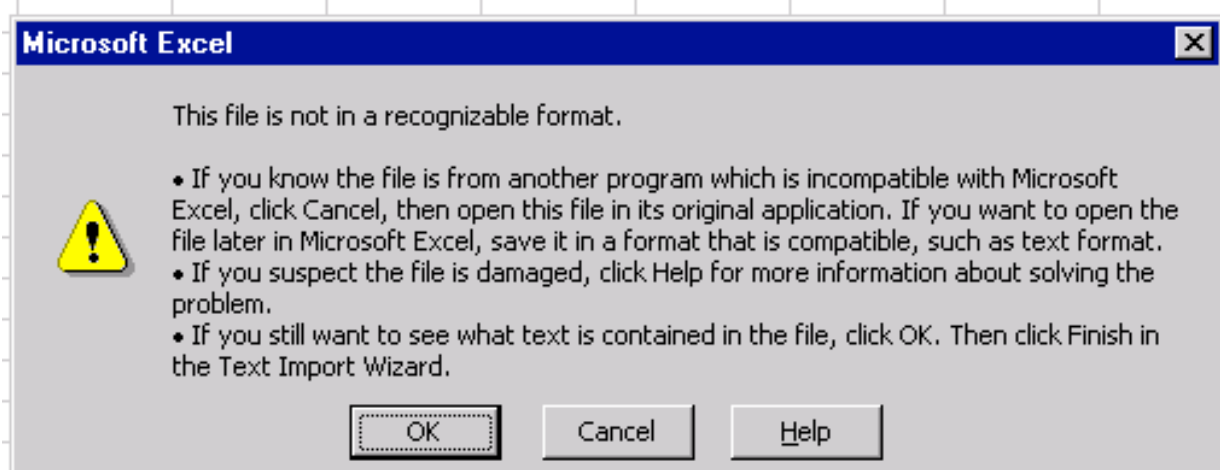 Microsoft Excel
This file is not in a recognizable format.
• If you know the file is from another program which is incompatible with Microsoft
Excel, click Cancel, then open this file in its original application. If you want to open the
file later in Microsoft Excel, save it in a format that is compatible, such as text format.
• If you suspect the file is damaged, click Help for more information about solving the
problem.
• If you still want to see what text is contained in the file, click OK. Then click Finish in
the Text Import Wizard.
OK Cancel Help